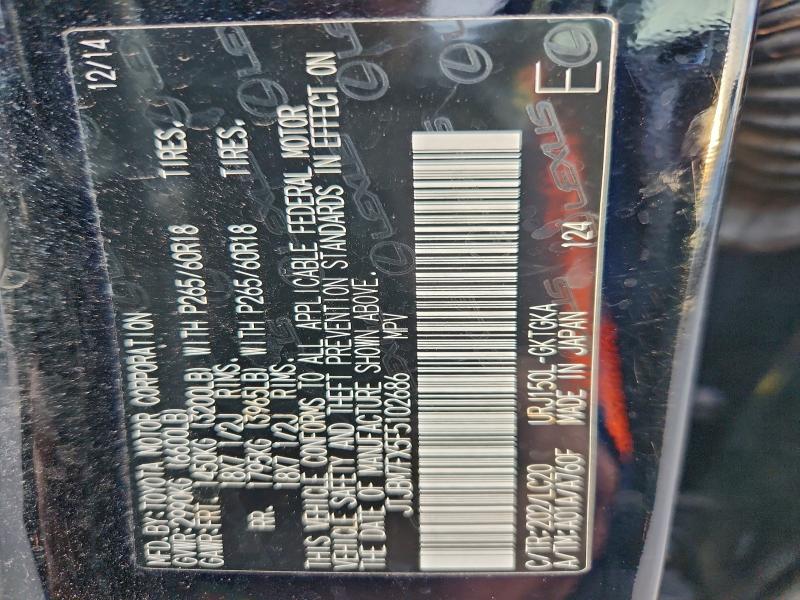 MFD.BY: TOYOTA MOTOR CORPORATION 12/14
GVWR:2990KG (6600LB)
GAWR:FRT. 1450KG (3200LB) WITH P265/60R18 TIRES,
18X7 1/2J RIMS.
RR. 1795KG (3965LB) WITH P265/60R18 TIRES,
18X7 1/2J RIMS.
THIS VEHICLE CONFORMS TO ALL APPLICABLE FEDERAL MOTOR
VEHICLE SAFETY AND THEFT PREVENTION STANDARDS IN EFFECT ON
THE DATE OF MANUFACTURE SHOWN ABOVE.
JTJBM7FX5F5102686 MPV
C/TR:202/LC20 URJ150L-GKTGKA
A/TM:A01A/A760F MADE IN JAPAN 124
E
LEXUS